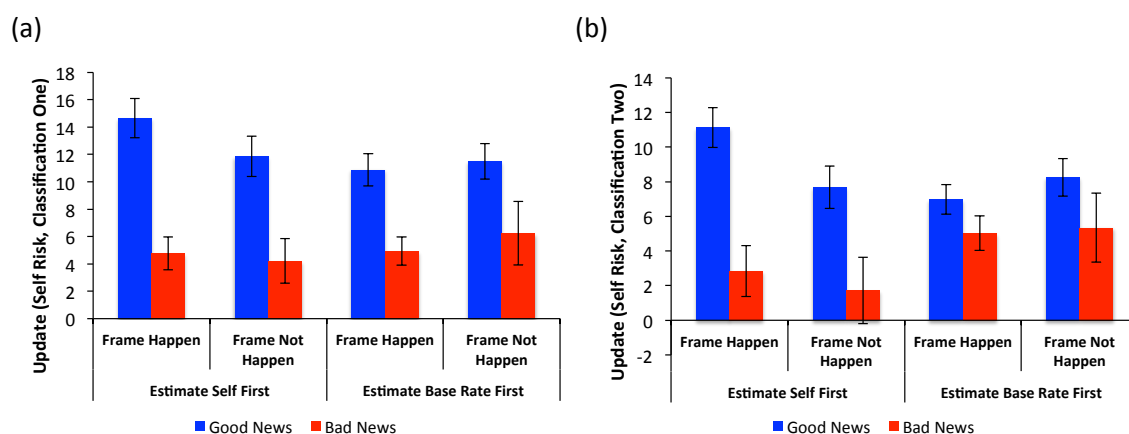 (a)
Update (Self Risk, Classification One)
18
16
14
12
10
8
6
4
2
0
Frame Happen
Frame Not
Happen
Frame Happen
Frame Not
Happen
Estimate Self First
Estimate Base Rate First
Good News
Bad News
(b)
Update (Self Risk, Classification Two)
14
12
10
8
6
4
2
0
-2
Frame Happen
Frame Not
Happen
Frame Happen
Frame Not
Happen
Estimate Self First
Estimate Base Rate First
Good News
Bad News